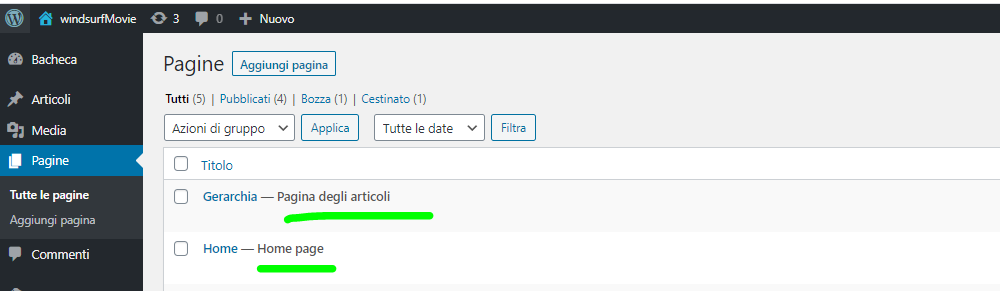 windsurfMovie 3 0 Nuovo
Bacheca
Articoli
Media
Pagine
Tutte le pagine
Aggiungi pagina
Commenti
Pagine Aggiungi pagina
Tutti (5) | Pubblicati (4) | Bozza (1) | Cestinato (1)
Azioni di gruppo Applica Tutte le date Filtra
Titolo
Gerarchia — Pagina degli articoli
Home — Home page